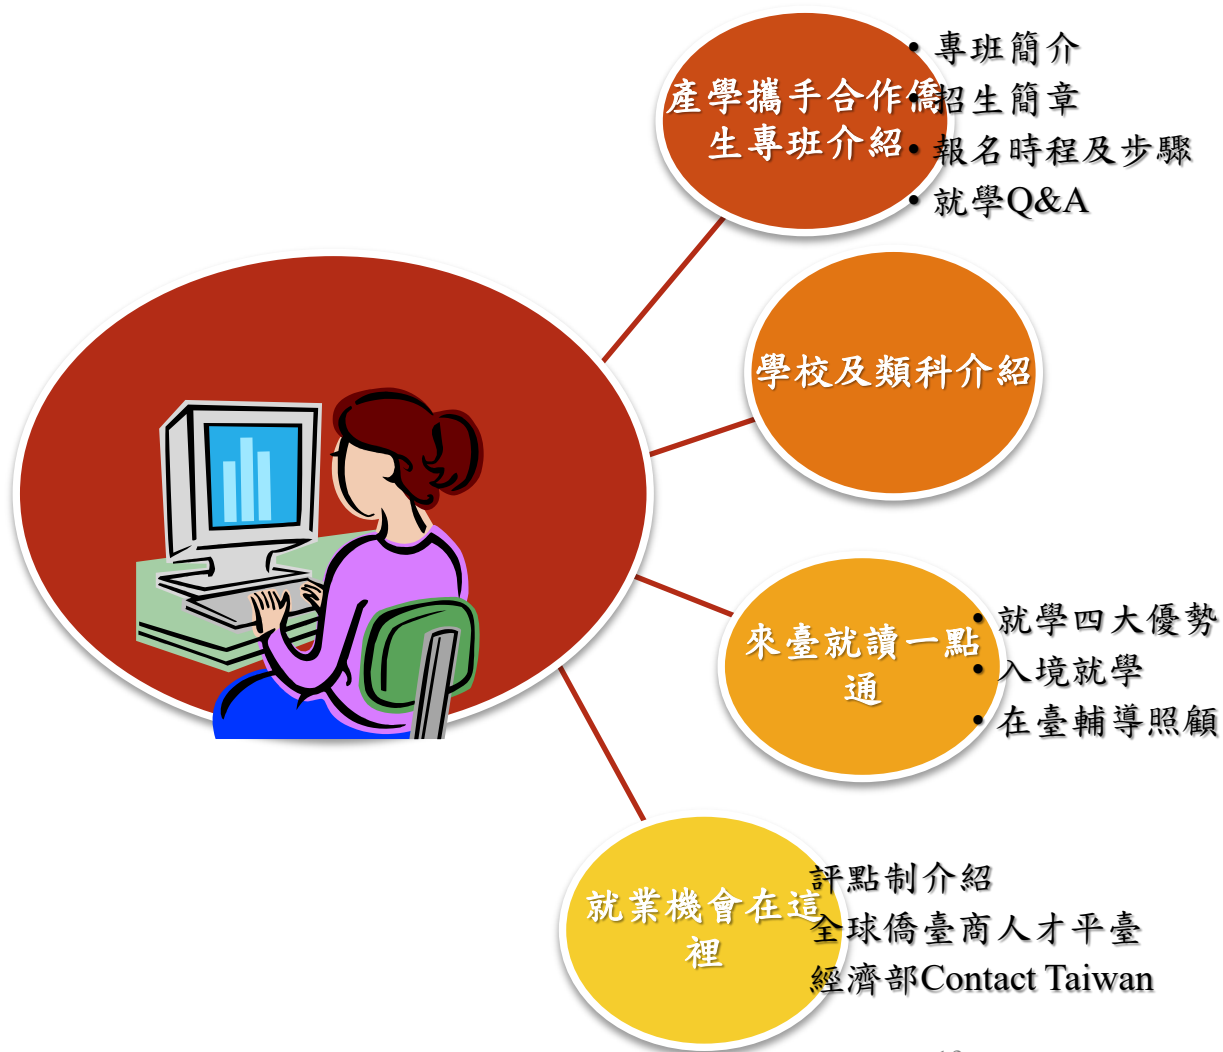 產學攜手合作僑
生專班介紹
• 專班簡介
• 招生簡章
• 報名時程及步驟
• 就學Q&A
學校及類科介紹
來臺就讀一點
通
• 就學四大優勢
• 入境就學
• 在臺輔導照顧
就業機會在這
裡
評點制介紹
全球僑臺商人才平臺
經濟部Contact Taiwan